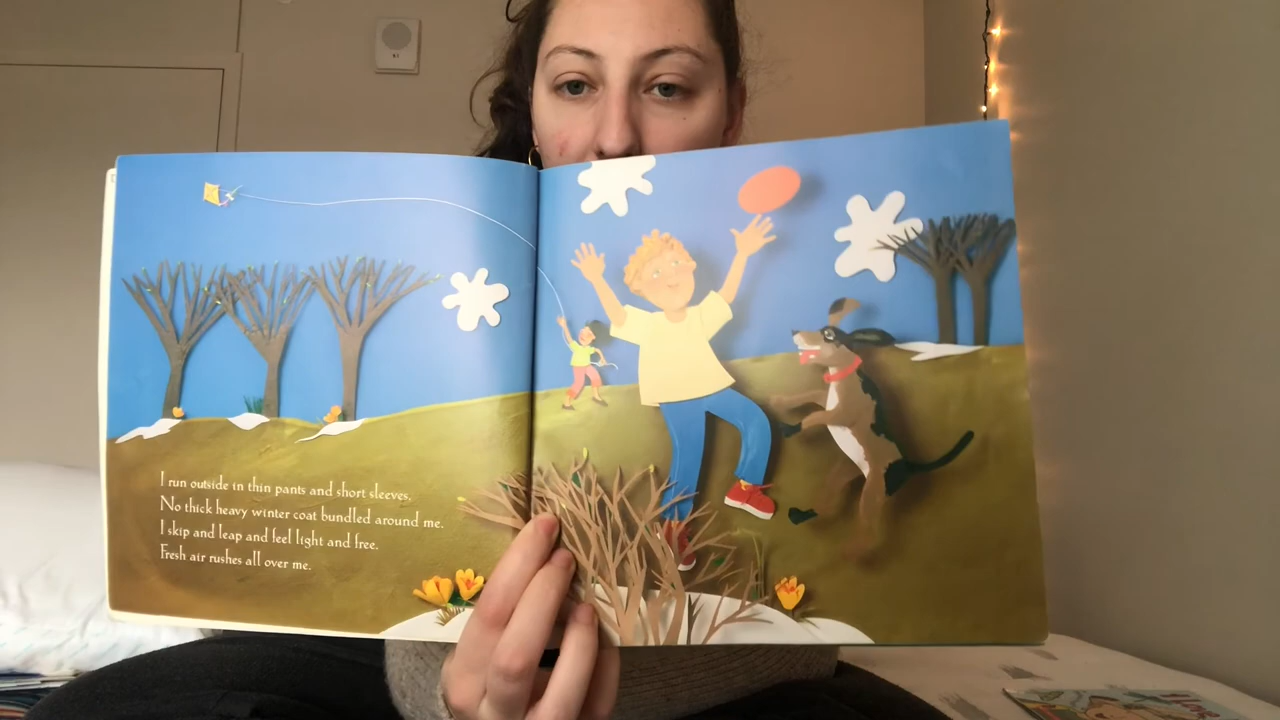 I run outside in thin pants and short sleeves,
No thick heavy winter coat bundled around me.
I skip and leap and feel light and free.
Fresh air rushes all over me.